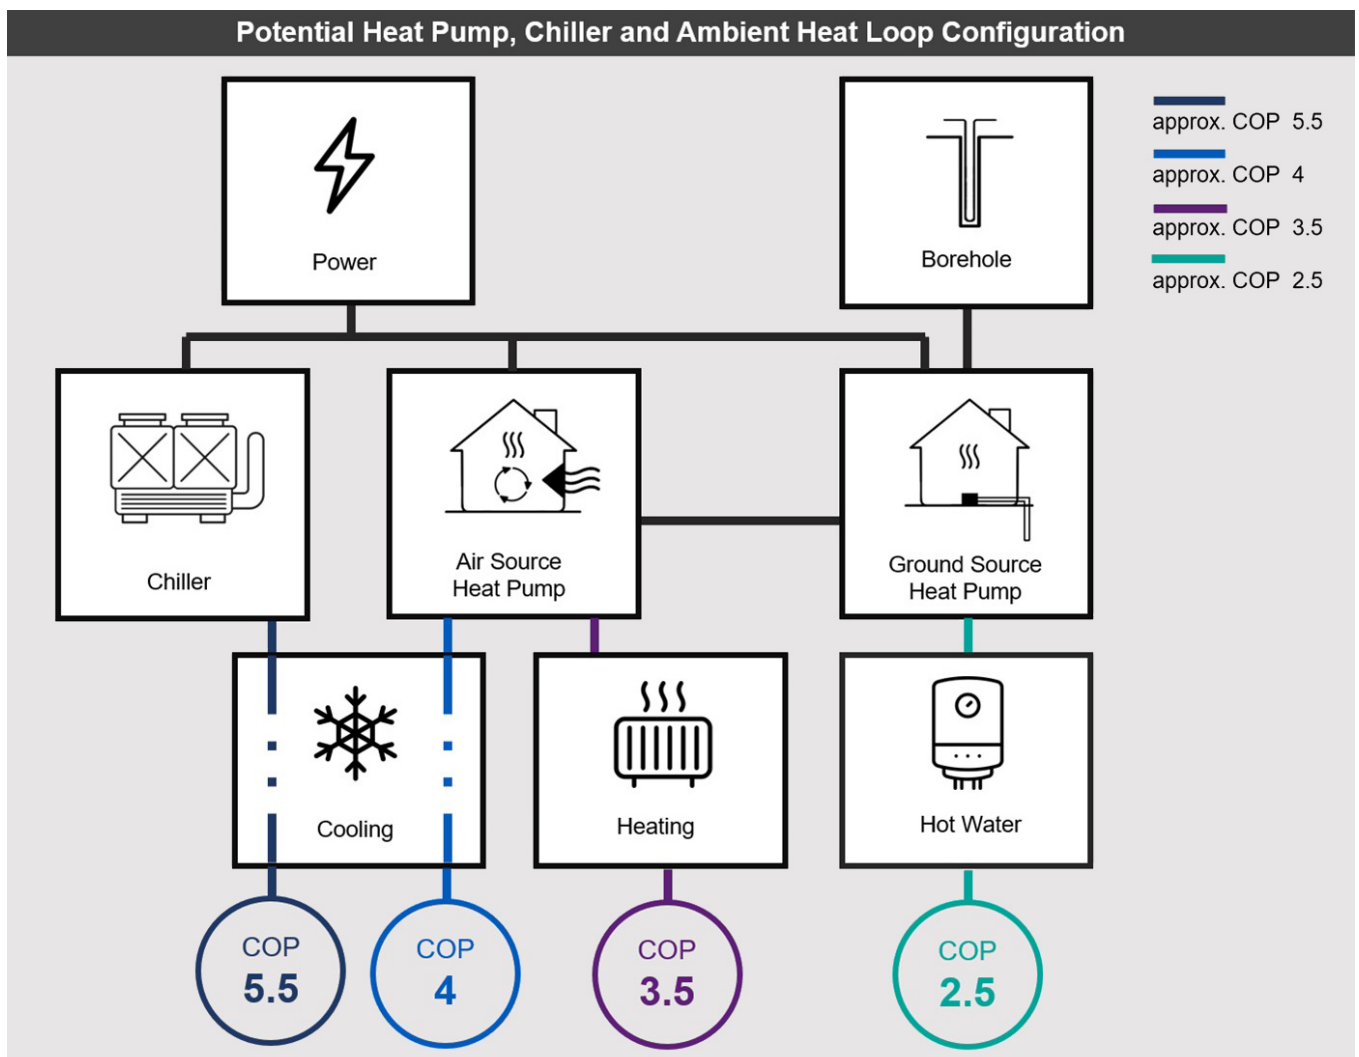 Potential Heat Pump, Chiller and Ambient Heat Loop Configuration
Power
Borehole
approx. COP 5.5
approx. COP 4
approx. COP 3.5
approx. COP 2.5
Chiller
Air Source
Heat Pump
Ground Source
Heat Pump
Cooling
Heating
Hot Water
COP
5.5
COP
4
COP
3.5
COP
2.5